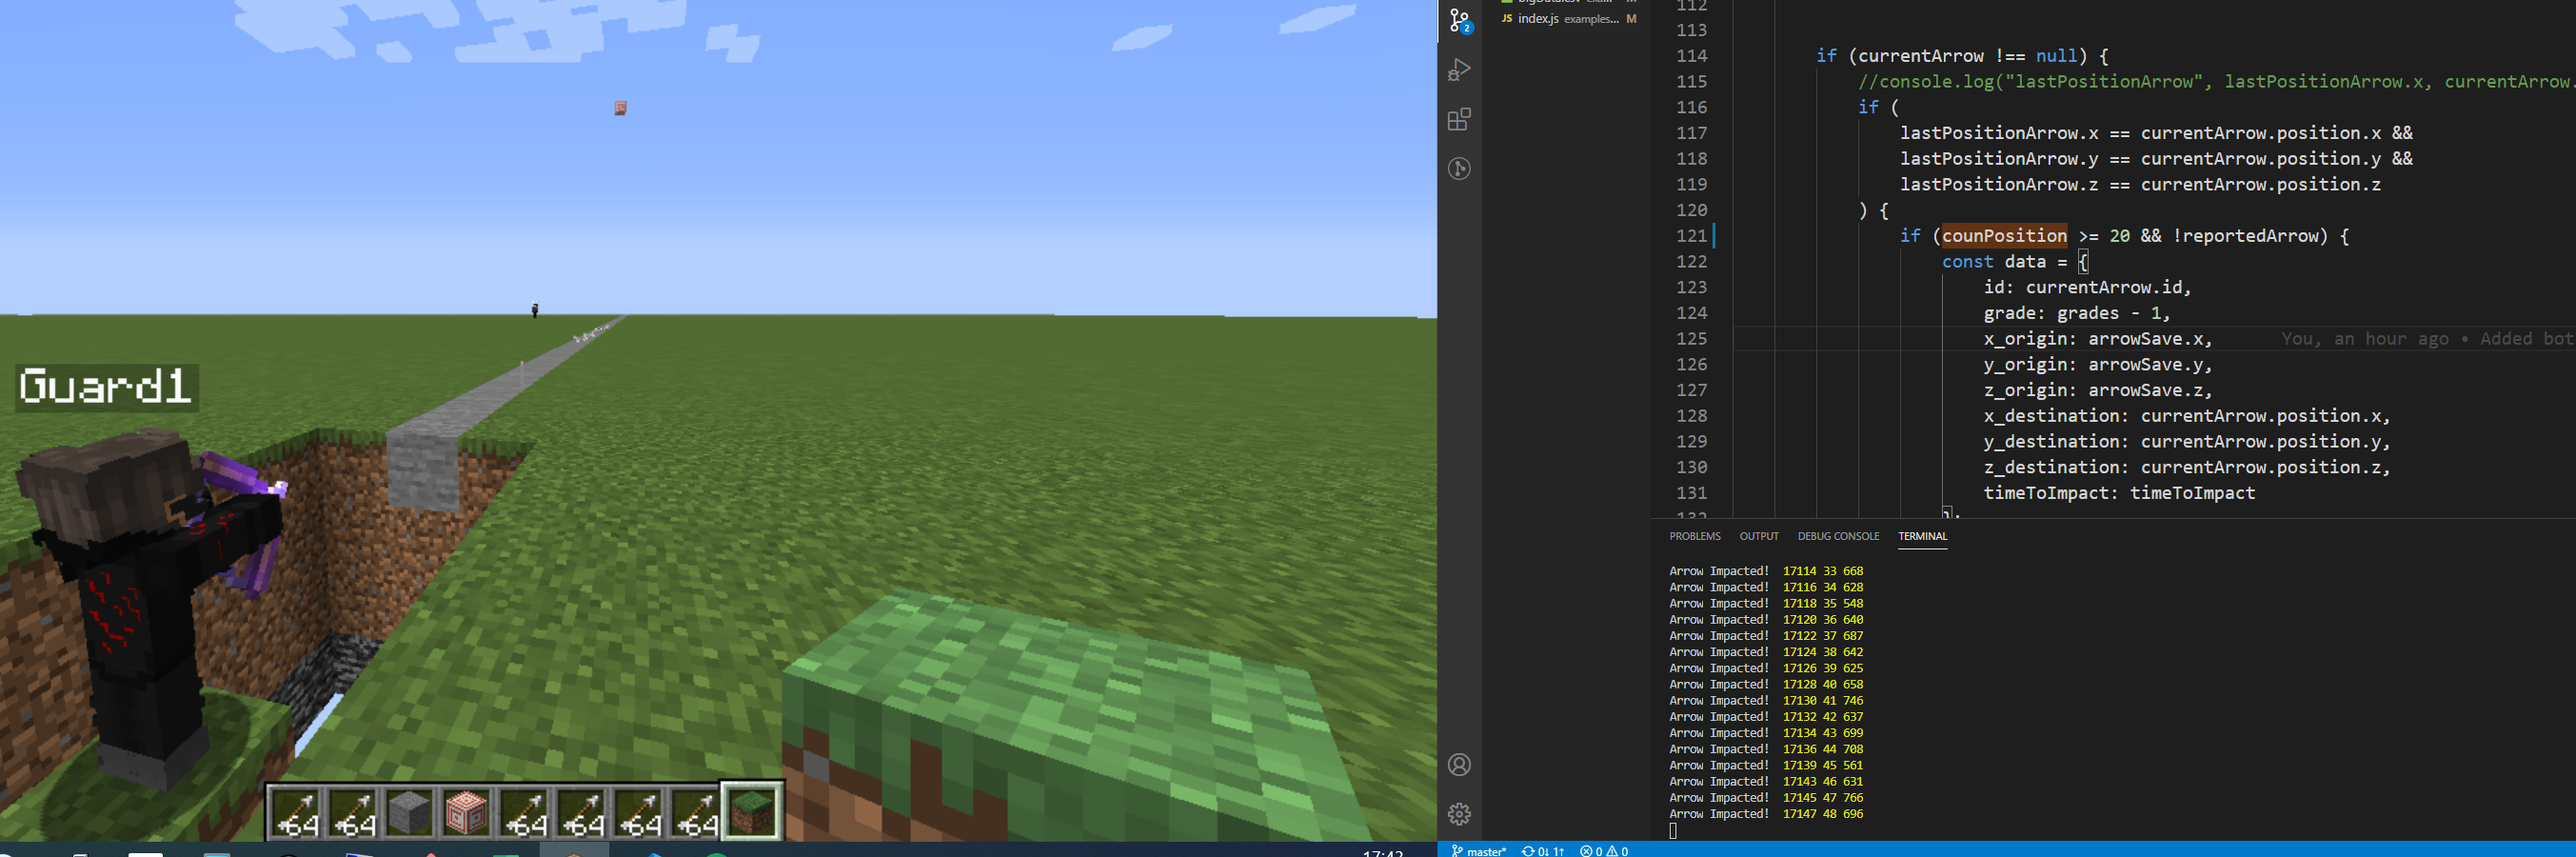 Guard1
64
64
64
64
64
64
2
JS index.js examples... M
112
113
114 if (currentArrow !== null) {
115 //console.log("lastPositionArrow", lastPositionArrow.x, currentArrow.
116 if (
117 lastPositionArrow.x == currentArrow.position.x &&
118 lastPositionArrow.y == currentArrow.position.y &&
119 lastPositionArrow.z == currentArrow.position.z
120 ) {
121 if (counPosition >= 20 && !reportedArrow) {
122 const data = {
123 id: currentArrow.id,
124 grade: grades - 1,
125 x_origin: arrowSave.x, You, an hour ago • Added bot
126 y_origin: arrowSave.y,
127 z_origin: arrowSave.z,
128 x_destination: currentArrow.position.x,
129 y_destination: currentArrow.position.y,
130 z_destination: currentArrow.position.z,
131 timeToImpact: timeToImpact
132 };
PROBLEMS OUTPUT DEBUG CONSOLE TERMINAL
Arrow Impacted! 17114 33 668
Arrow Impacted! 17116 34 628
Arrow Impacted! 17118 35 548
Arrow Impacted! 17120 36 640
Arrow Impacted! 17122 37 687
Arrow Impacted! 17124 38 642
Arrow Impacted! 17126 39 625
Arrow Impacted! 17128 40 658
Arrow Impacted! 17130 41 746
Arrow Impacted! 17132 42 637
Arrow Impacted! 17134 43 699
Arrow Impacted! 17136 44 708
Arrow Impacted! 17139 45 561
Arrow Impacted! 17143 46 631
Arrow Impacted! 17145 47 766
Arrow Impacted! 17147 48 696
master* 0↓ 1↑ 0 0